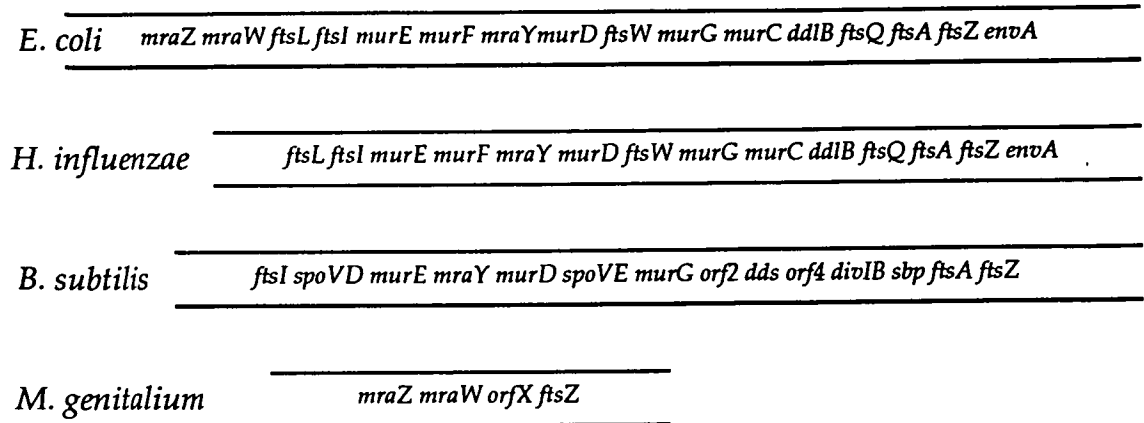 E. coli mraZ mraW ftsL ftsI murE murF mraYmurD ftsW murG murC ddlB ftsQ ftsA ftsZ envA
H. influenzae ftsL ftsI murE murF mraY murD ftsW murG murC ddlB ftsQ ftsA ftsZ envA
B. subtilis ftsI spoVD murE mraY murD spoVE murG orf2 dds orf4 divIB sbp ftsA ftsZ
M. genitalium mraZ mraW orfX ftsZ